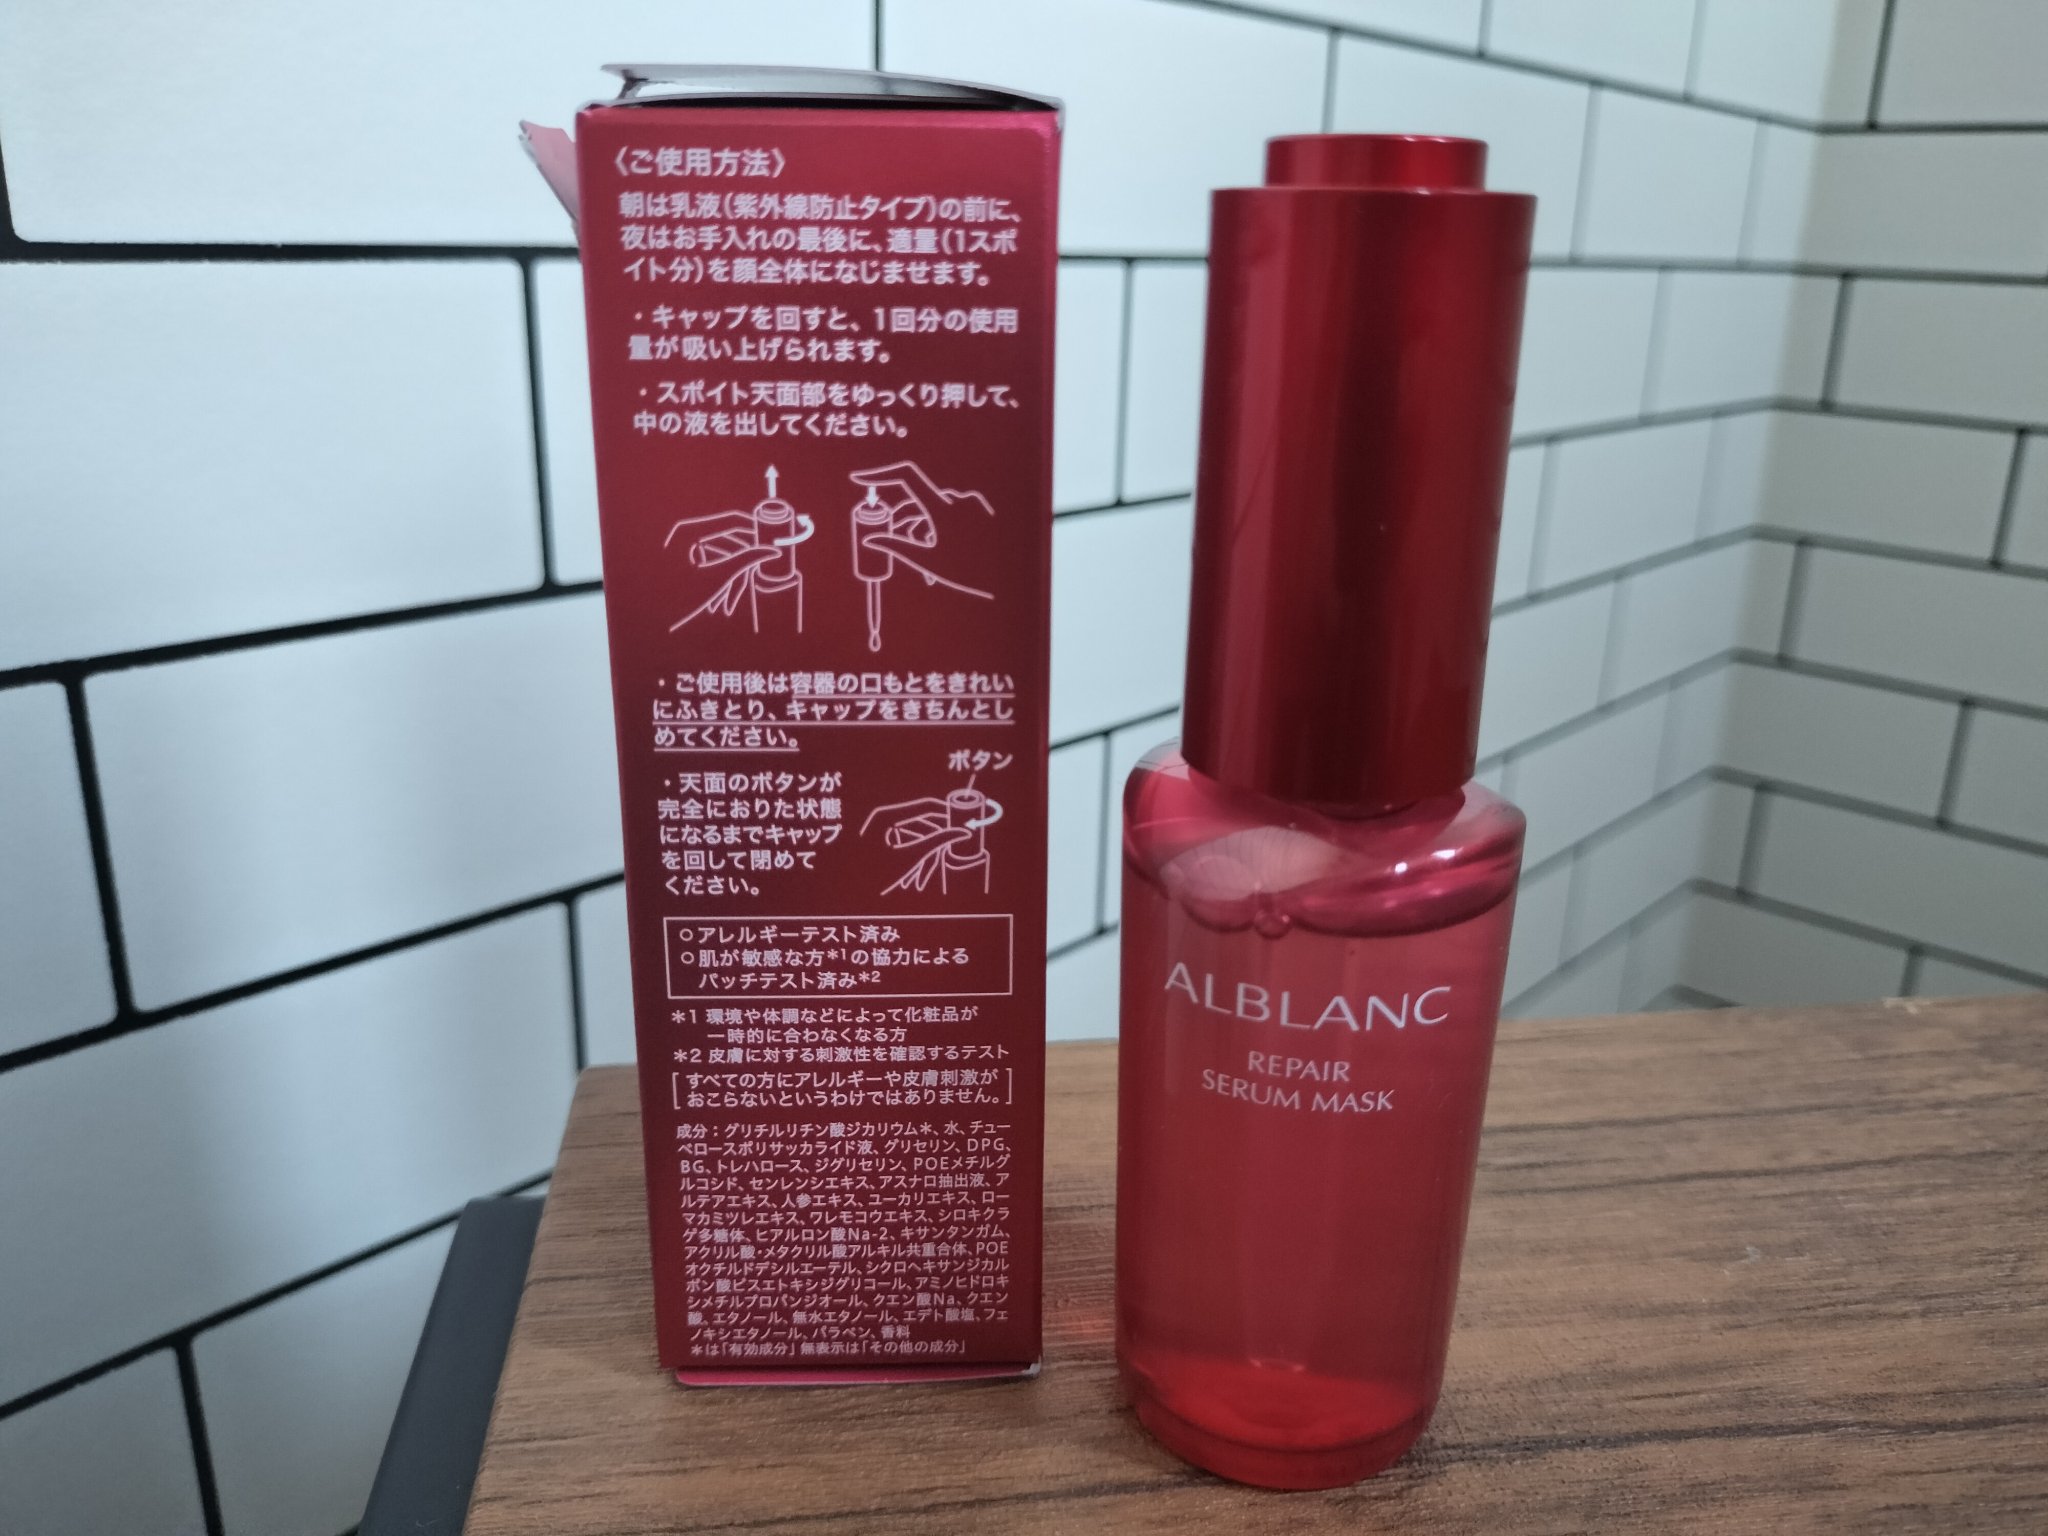 〈ご使用方法〉
朝は乳液(紫外線防止タイプ)の前に、
夜はお手入れの最後に、適量(1スポ
イト分)を顔全体になじませます。
・キャップを回すと、1回分の使用
量が吸い上げられます。
・スポイト天面部をゆっくり押して、
中の液を出してください。
・ご使用後は容器の口もとをきれい
にふきとり、キャップをきちんとし
めてください。
ボタン
・天面のボタンが
完全におりた状態
になるまでキャップ
を回して閉めて
ください。
○アレルギーテスト済み
○肌が敏感な方*1の協力による
パッチテスト済み*2
*1 環境や体調などによって化粧品が
一時的に合わなくなる方
*2 皮膚に対する刺激性を確認するテスト
[すべての方にアレルギーや皮膚刺激が
おこらないというわけではありません。]
成分：グリチルリチン酸ジカリウム*、水、チュー
ベロースポリサッカライド液、グリセリン、DPG、
BG、トレハロース、ジグリセリン、POEメチルグ
ルコシド、センレンシエキス、アスナロ抽出液、ア
ルテアエキス、人参エキス、ユーカリエキス、ロー
マカミツレエキス、ワレモコウエキス、シロキクラ
ゲ多糖体、ヒアルロン酸Na-2、キサンタンガム、
アクリル酸・メタクリル酸アルキル共重合体、POE
オクチルドデシルエーテル、シクロヘキサンジカル
ボン酸ビスエトキシジグリコール、アミノヒドロキ
シメチルプロパンジオール、クエン酸Na、クエン
酸、エタノール、無水エタノール、エデト酸塩、フェ
ノキシエタノール、パラベン、香料
*は「有効成分」無表示は「その他の成分」
ALBLANC
REPAIR
SERUM MASK